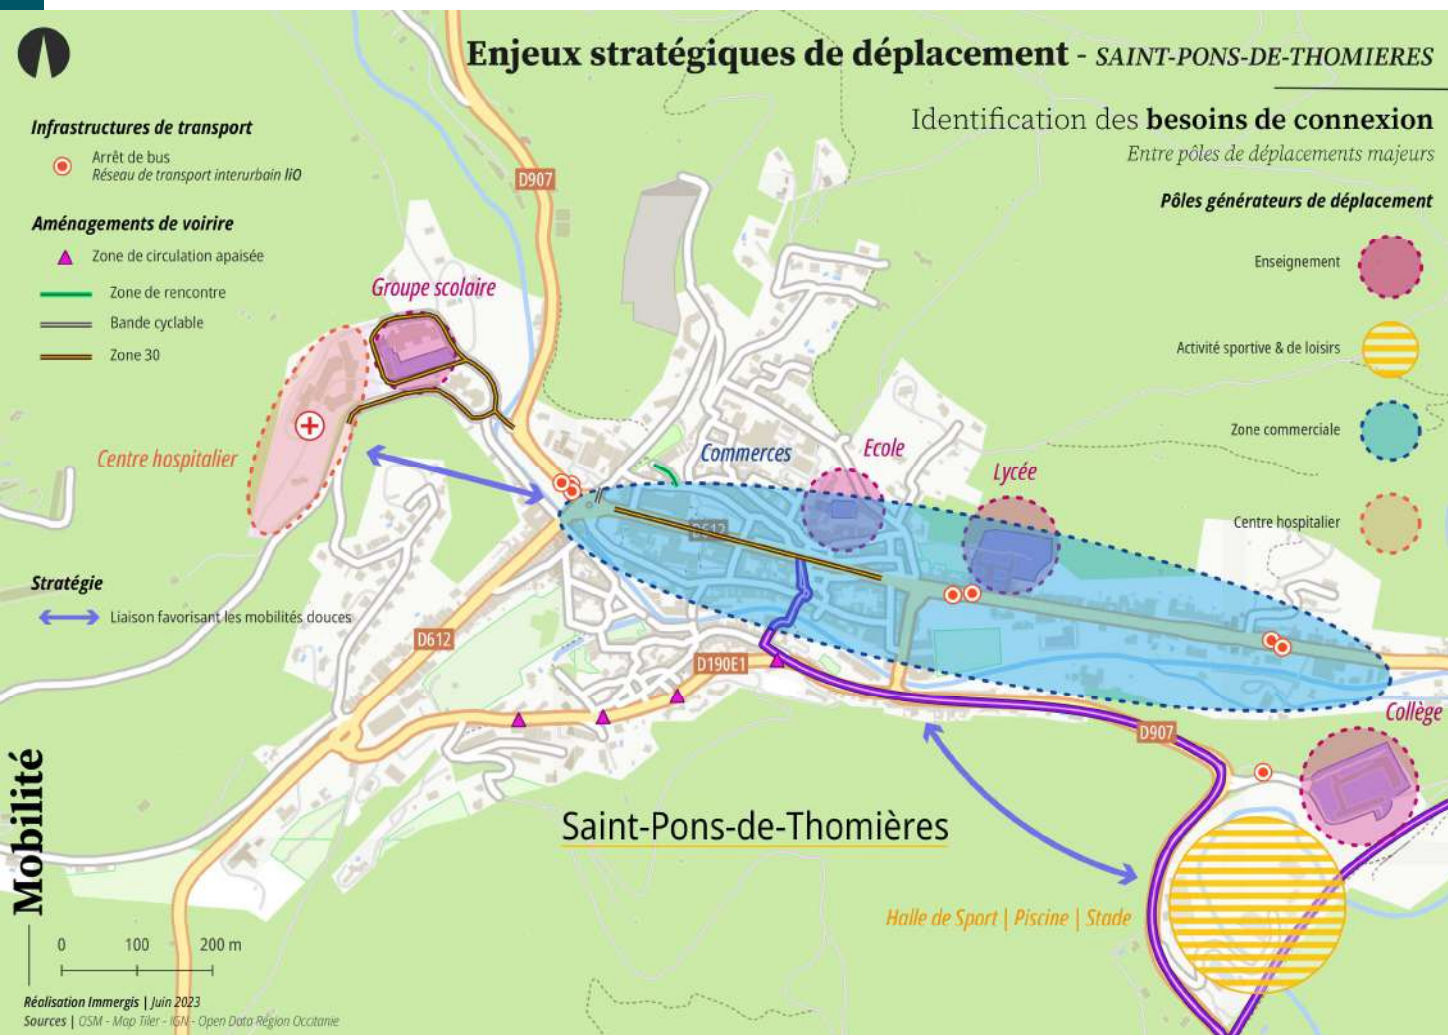 Enjeux stratégiques de déplacement - SAINT-PONS-DE-THOMIERES
Identification des besoins de connexion
Entre pôles de déplacements majeurs
Infrastructures de transport
Arrêt de bus
Réseau de transport interurbain liO
Aménagements de voirire
Zone de circulation apaisée
Zone de rencontre
Bande cyclable
Zone 30
Stratégie
Liaison favorisant les mobilités douces
Pôles générateurs de déplacement
Enseignement
Activité sportive & de loisirs
Zone commerciale
Centre hospitalier
D907
Groupe scolaire
Centre hospitalier
Commerces
Ecole
Lycée
D612
D612
D190E1
D907
Collège
Saint-Pons-de-Thomières
Halle de Sport | Piscine | Stade
Mobilité
0 100 200 m
Réalisation Immergis | Juin 2023
Sources | OSM - Map Tiler - IGN - Open Data Région Occitanie